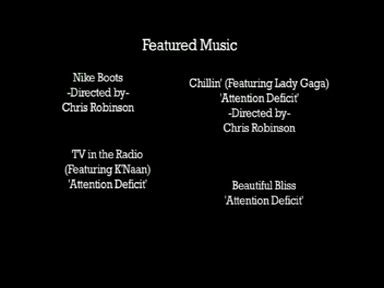 Featured Music
Nike Boots
-Directed by-
Chris Robinson
Chillin' (Featuring Lady Gaga)
'Attention Deficit'
-Directed by-
Chris Robinson
TV in the Radio
(Featuring K'Naan)
'Attention Deficit'
Beautiful Bliss
'Attention Deficit'